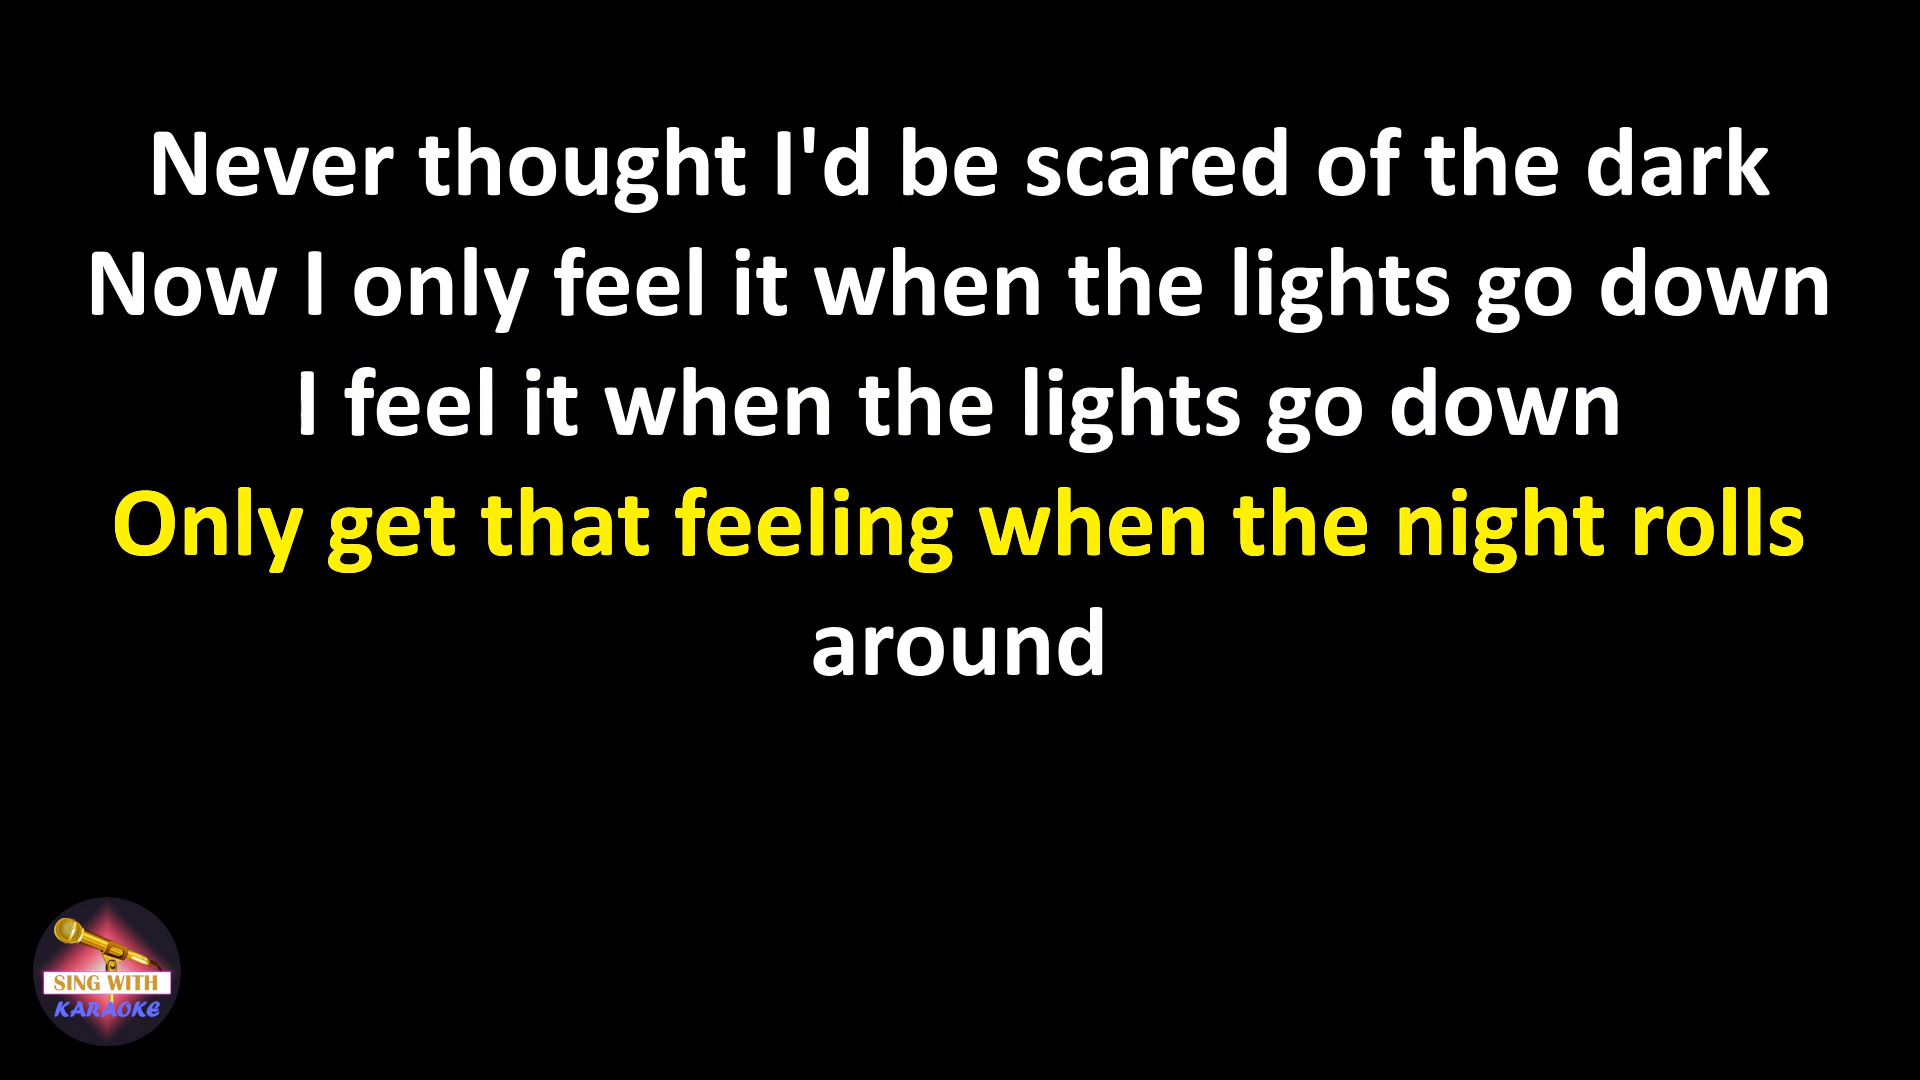 Never thought I'd be scared of the dark
Now I only feel it when the lights go down
I feel it when the lights go down
Only get that feeling when the night rolls
around
SING WITH
KARAOKE